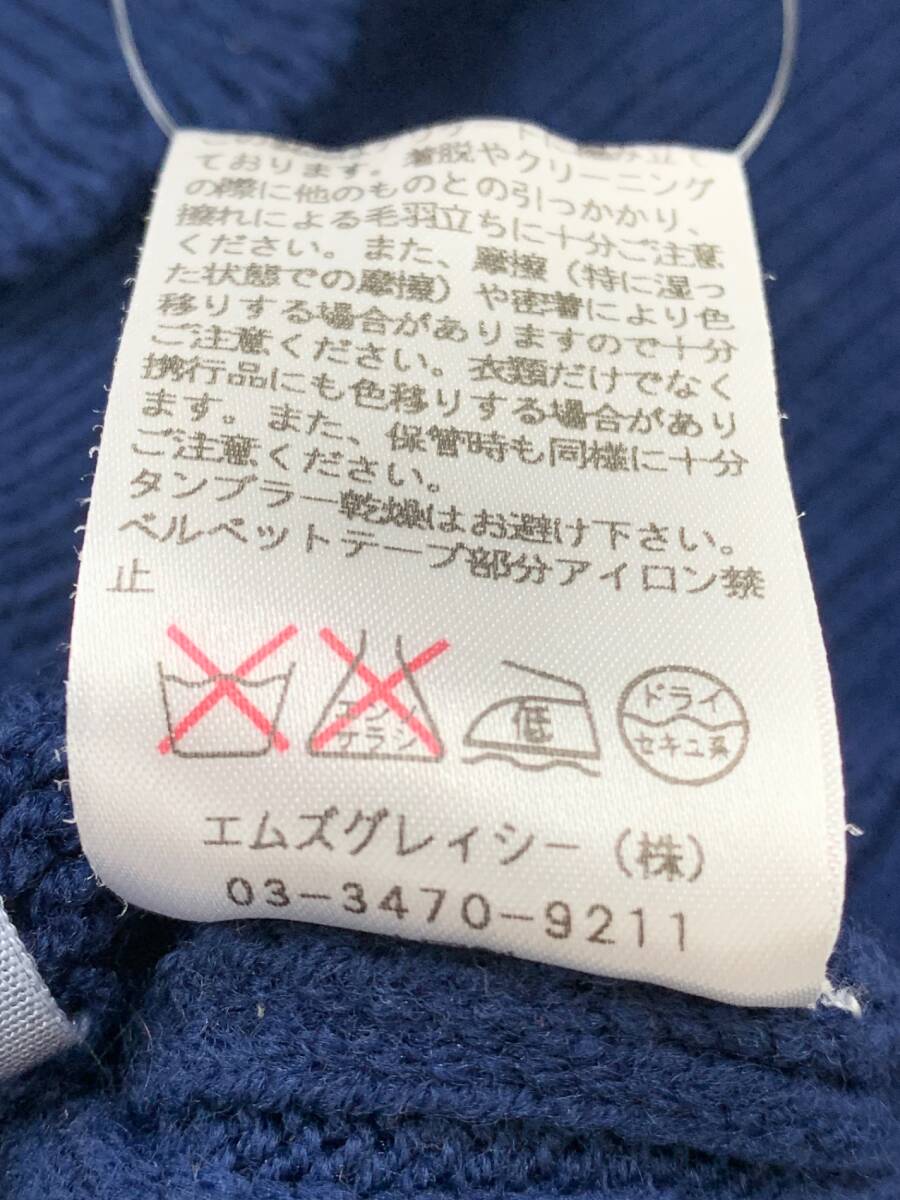 ております。着脱やクリーニング
の際に他のものとの引っかかり、
擦れによる毛羽立ちに十分ご注意
ください。また、摩擦（特に湿っ
た状態での摩擦）や密着により色
移りする場合がありますので十分
ご注意ください。衣類だけでなく
携行品にも色移りする場合があり
ます。また、保管時も同様に十分
ご注意ください。
タンブラー乾燥はお避け下さい。
ベルベットテープ部分アイロン禁
止
エンソ
サラシ
低
ドライ
セキユ系
エムズグレイシー（株）
03-3470-9211